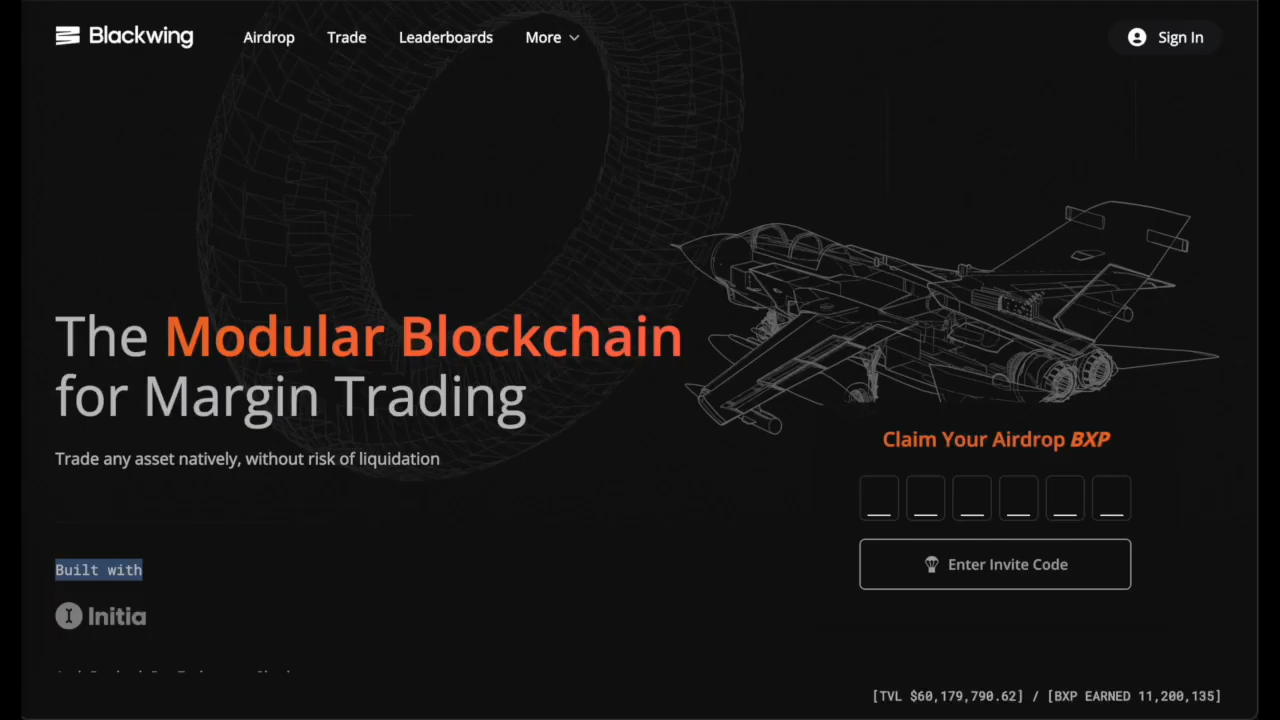 Blackwing
Airdrop
Trade
Leaderboards
More
Sign In
The Modular Blockchain
for Margin Trading
Trade any asset natively, without risk of liquidation
Claim Your Airdrop BXP
Enter Invite Code
Built with
Initia
[TVL $60,179,790.62] / [BXP EARNED 11,200,135]